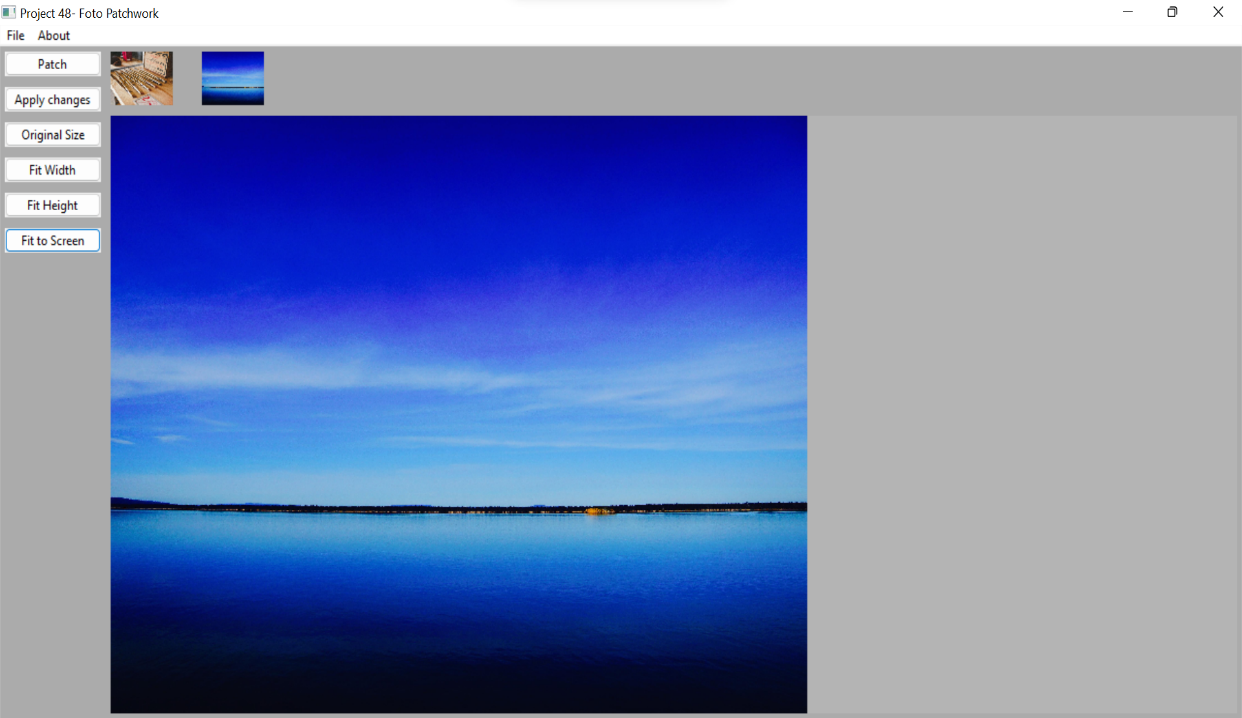 Project 48- Foto Patchwork
File About
Patch
Apply changes
Original Size
Fit Width
Fit Height
Fit to Screen